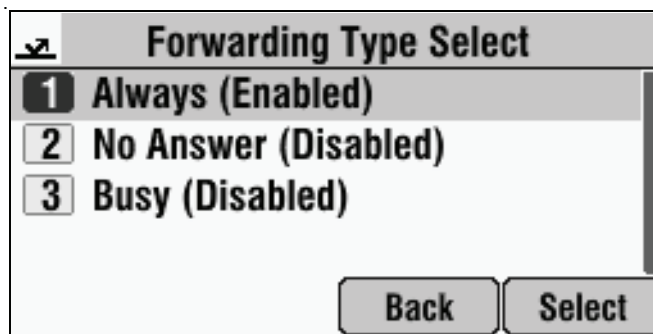 Forwarding Type Select
1 Always (Enabled)
2 No Answer (Disabled)
3 Busy (Disabled)
Back Select